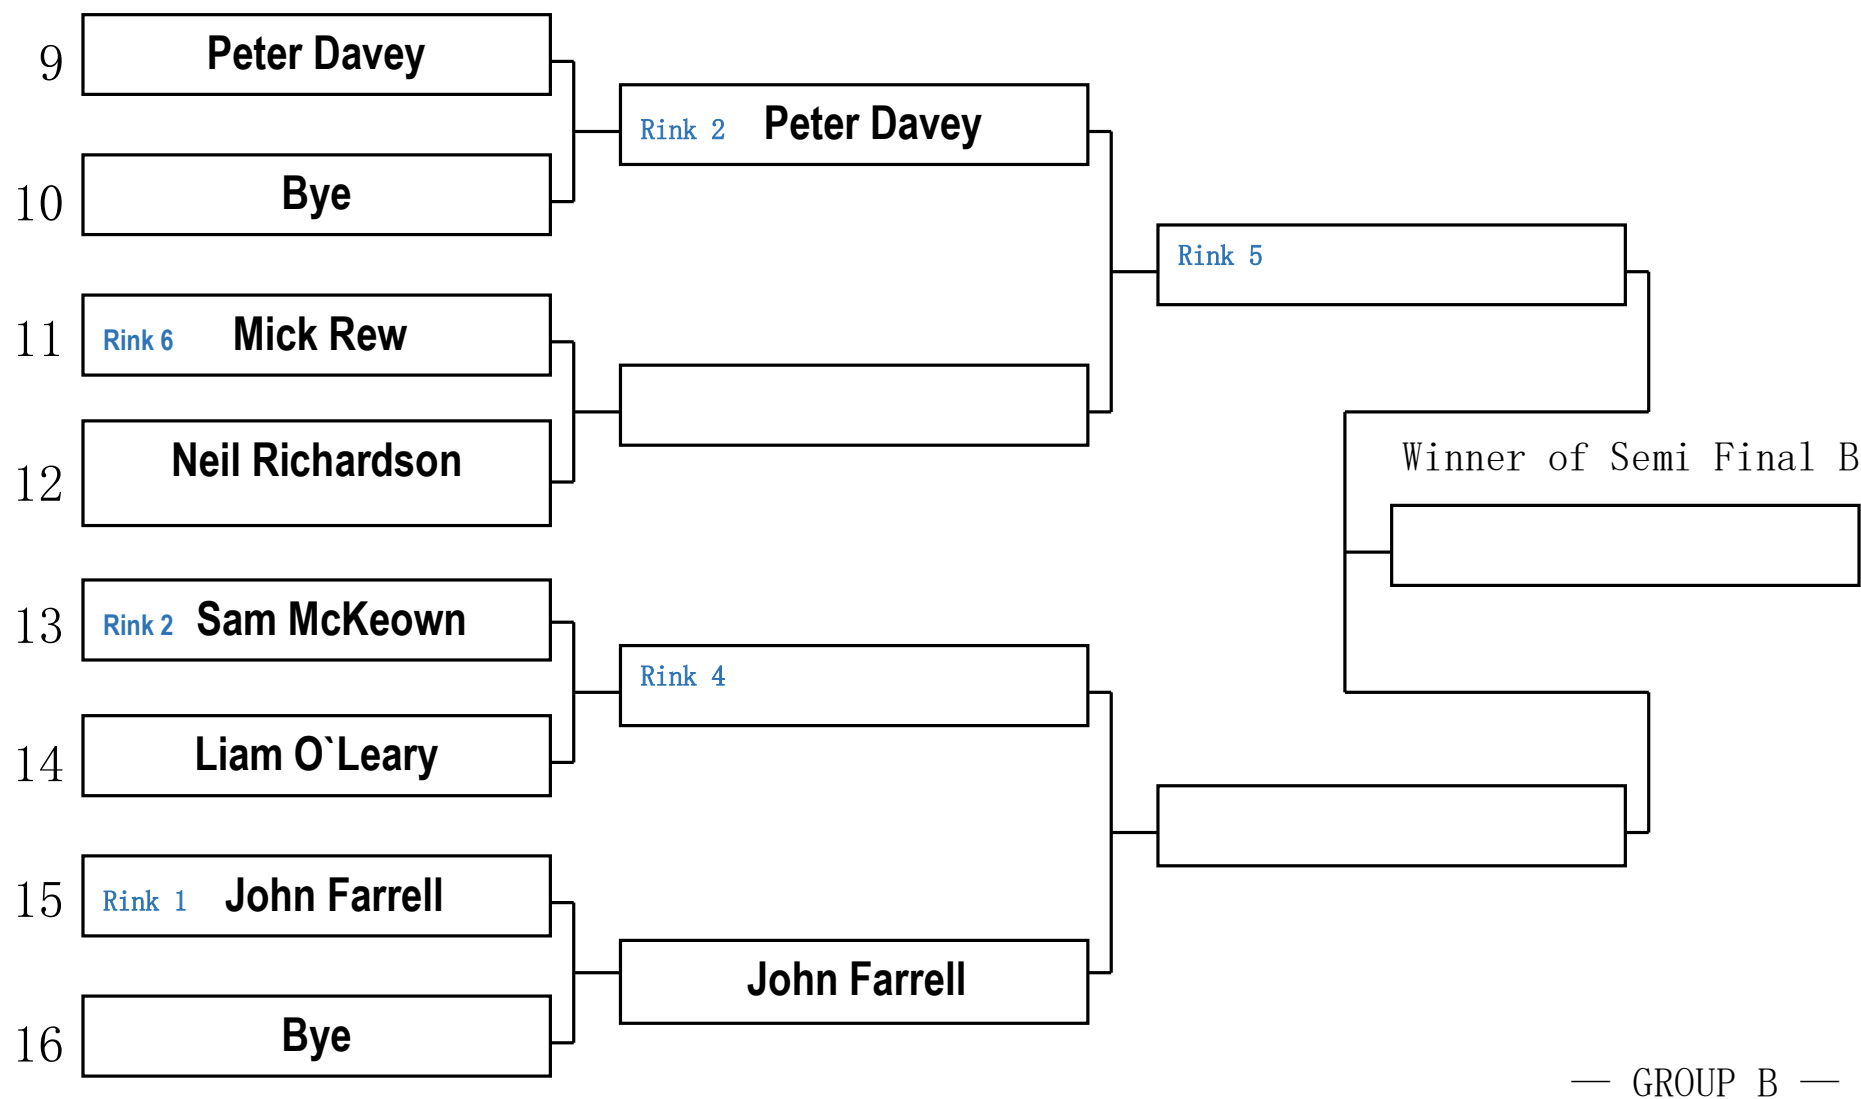 9 Peter Davey
10 Bye
11 Rink 6 Mick Rew
12 Neil Richardson
13 Rink 2 Sam McKeown
14 Liam O`Leary
15 Rink 1 John Farrell
16 Bye
Rink 2 Peter Davey
Rink 4
John Farrell
Rink 5
Winner of Semi Final B
— GROUP B —